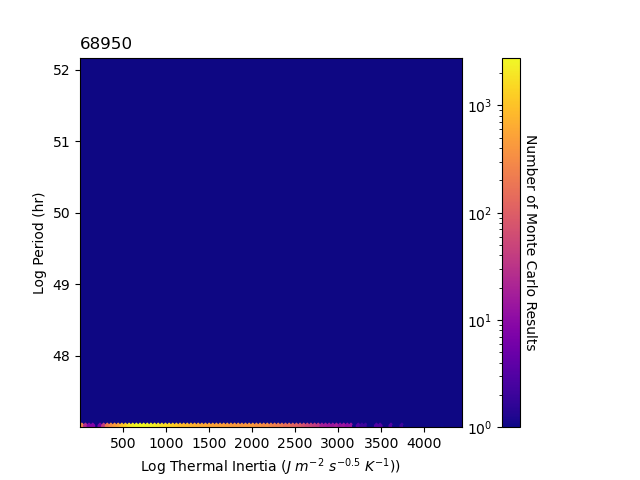 68950
52
51
50
49
48
Log Period (hr)
500 1000 1500 2000 2500 3000 3500 4000
Log Thermal Inertia (J m⁻² s⁻⁰·⁵ K⁻¹))
10³
10²
10¹
10⁰
Number of Monte Carlo Results